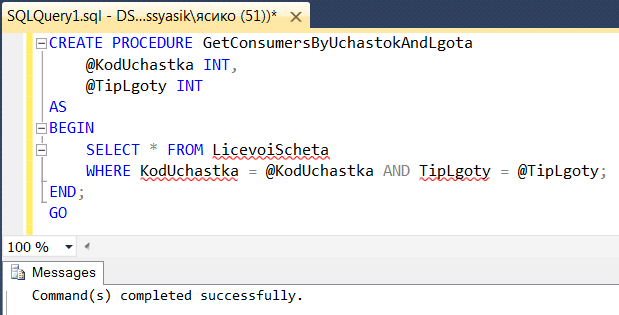 SQLQuery1.sql - DS...ssyasik\ясико (51))*
CREATE PROCEDURE GetConsumersByUchastokAndLgota
@KodUchastka INT,
@TipLgoty INT
AS
BEGIN
SELECT * FROM LicevoiScheta
WHERE KodUchastka = @KodUchastka AND TipLgoty = @TipLgoty;
END;
GO
100 %
Messages
Command(s) completed successfully.